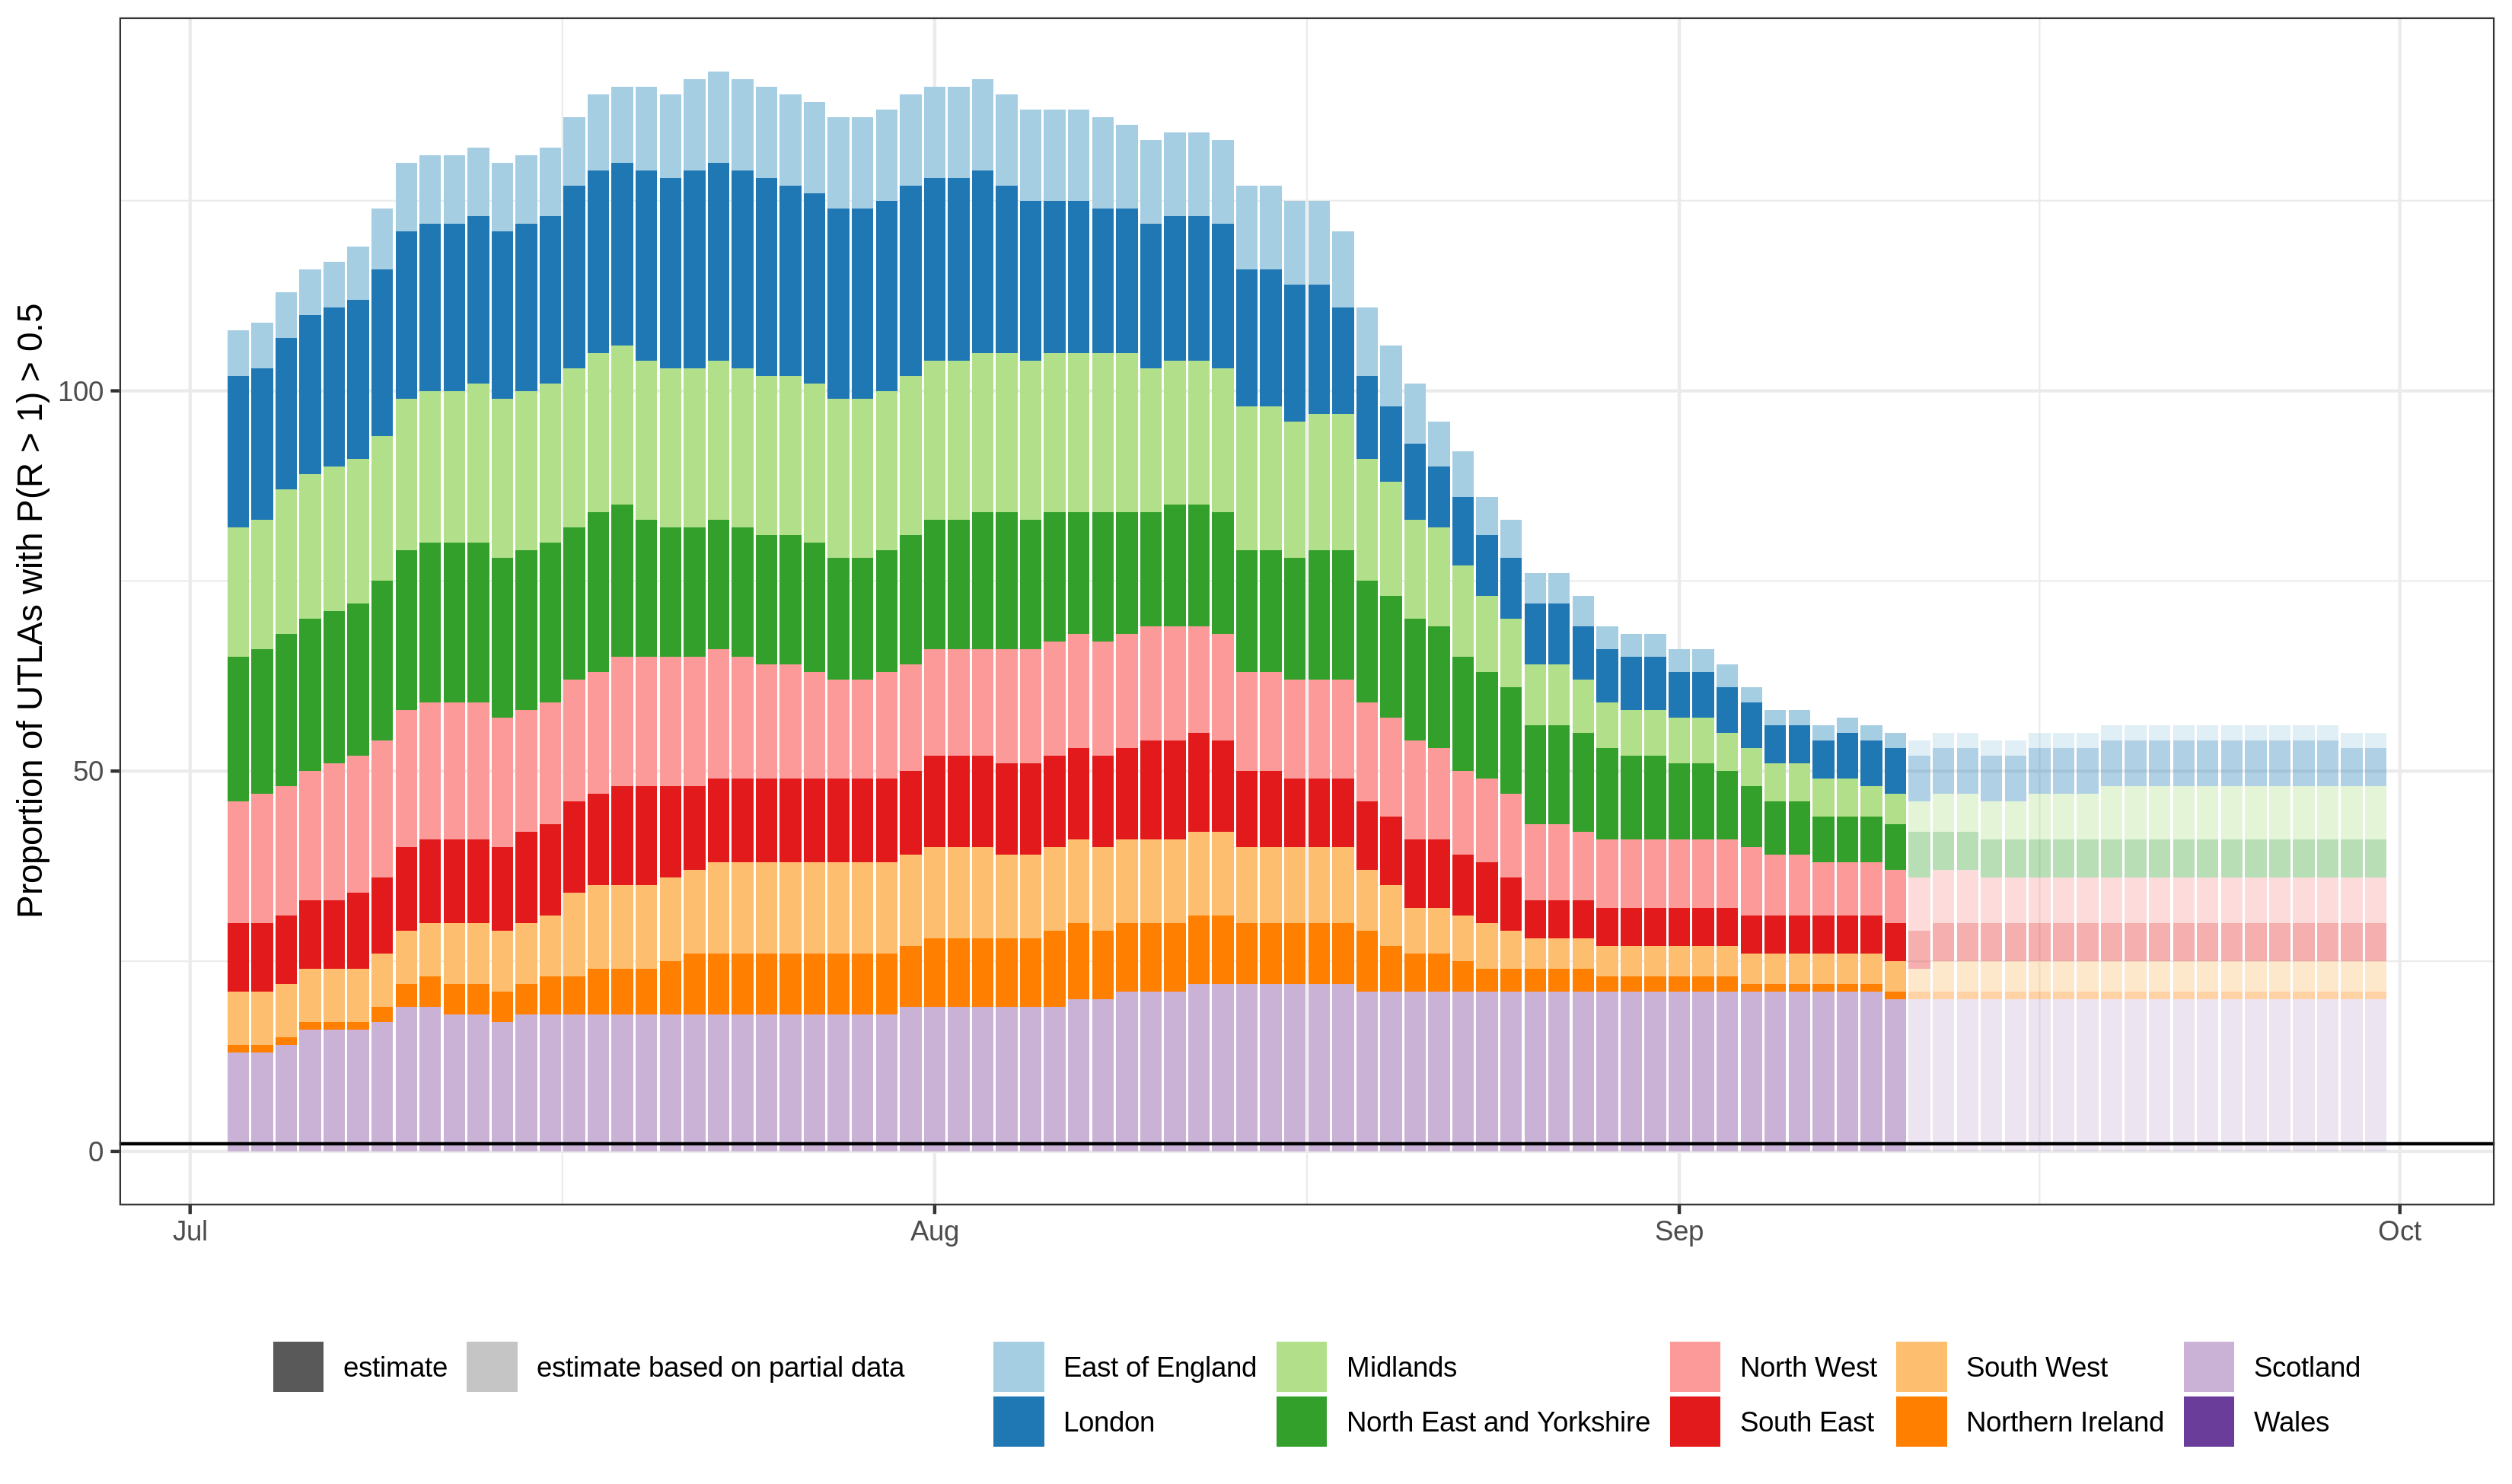 Proportion of UTLAs with P(R > 1) > 0.5
100
50
0
Jul Aug Sep Oct
estimate estimate based on partial data East of England Midlands North West South West Scotland
London North East and Yorkshire South East Northern Ireland Wales